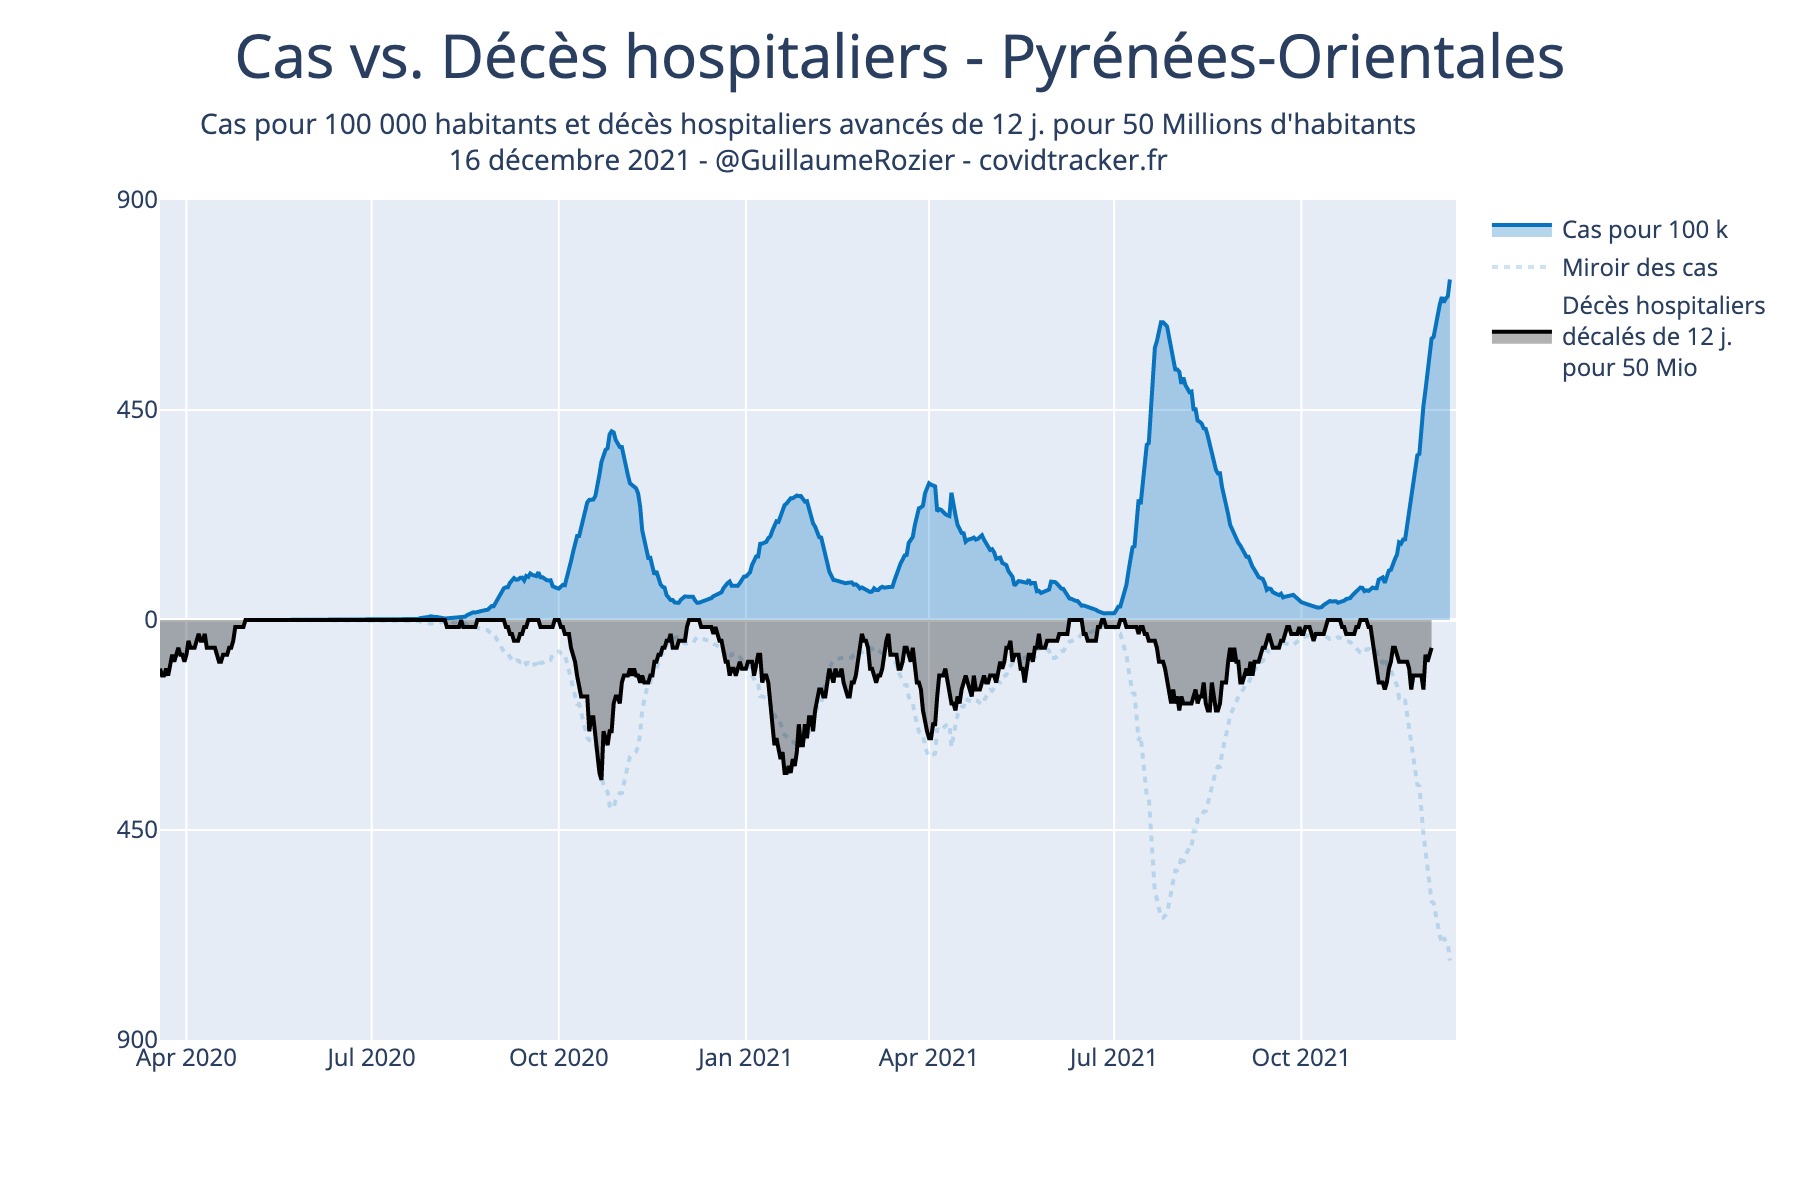 Cas vs. Décès hospitaliers - Pyrénées-Orientales
Cas pour 100 000 habitants et décès hospitaliers avancés de 12 j. pour 50 Millions d'habitants
16 décembre 2021 - @GuillaumeRozier - covidtracker.fr
900
450
0
450
900
Apr 2020
Jul 2020
Oct 2020
Jan 2021
Apr 2021
Jul 2021
Oct 2021
Cas pour 100 k
Miroir des cas
Décès hospitaliers
décalés de 12 j.
pour 50 Mio